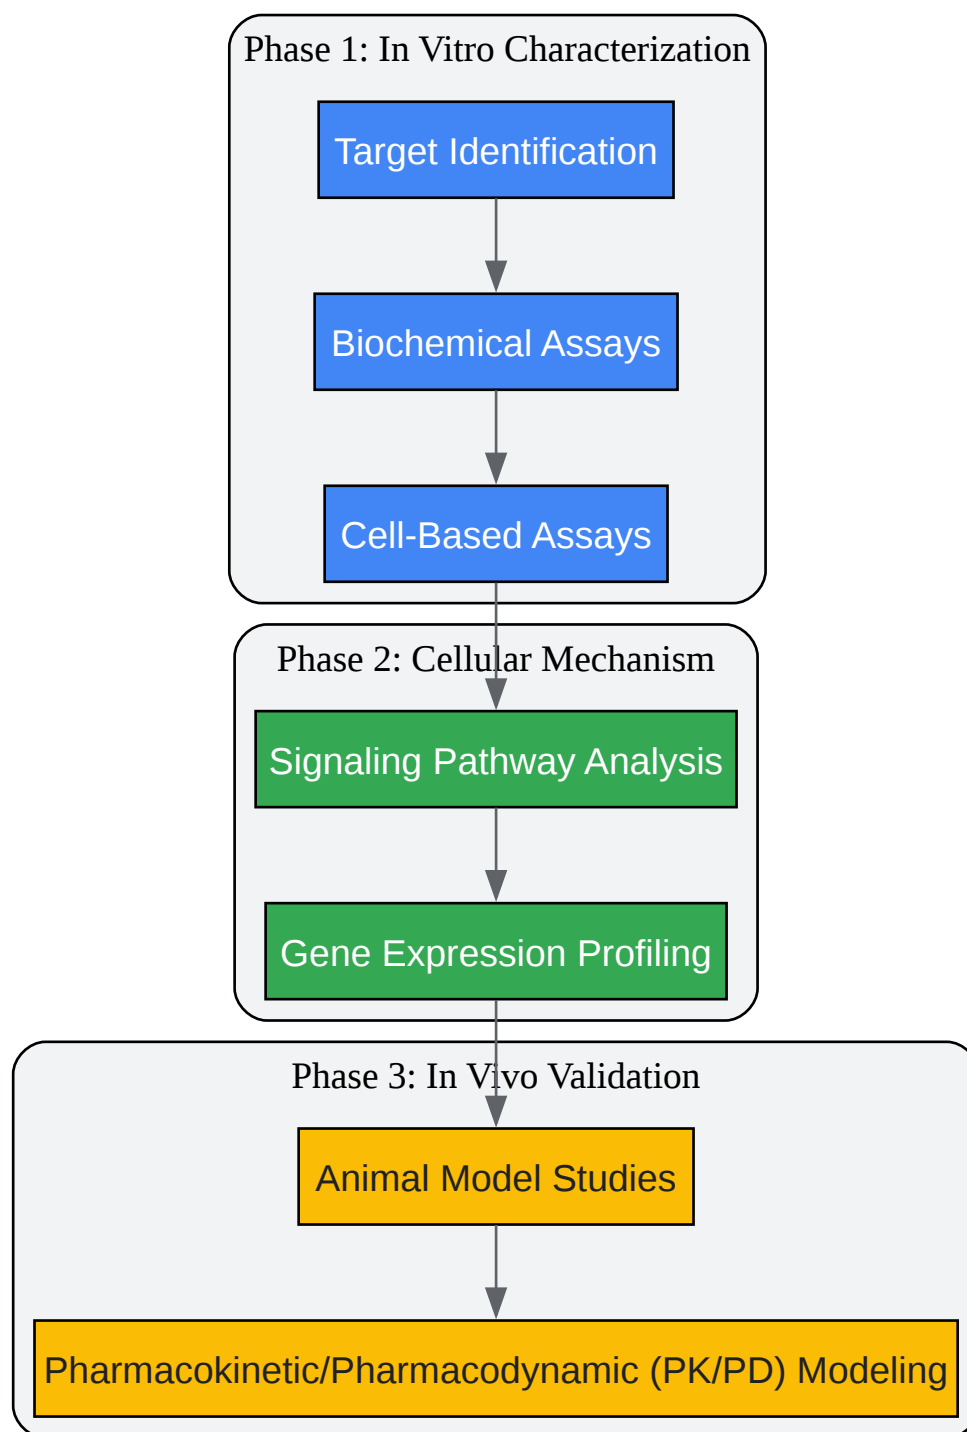 Phase 1: In Vitro Characterization
Target Identification
Biochemical Assays
Cell-Based Assays
Phase 2: Cellular Mechanism
Signaling Pathway Analysis
Gene Expression Profiling
Phase 3: In Vivo Validation
Animal Model Studies
Pharmacokinetic/Pharmacodynamic (PK/PD) Modeling